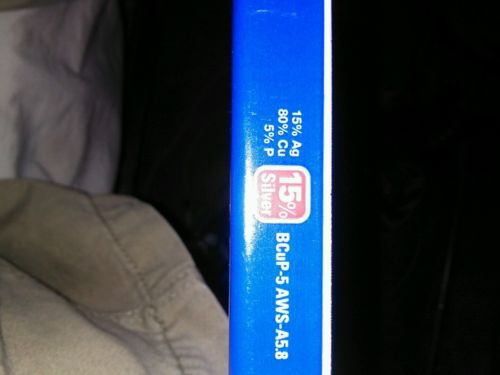 15% Ag
80% Cu
5% P
15%
Silver
BCuP-5 AWS-A5.8